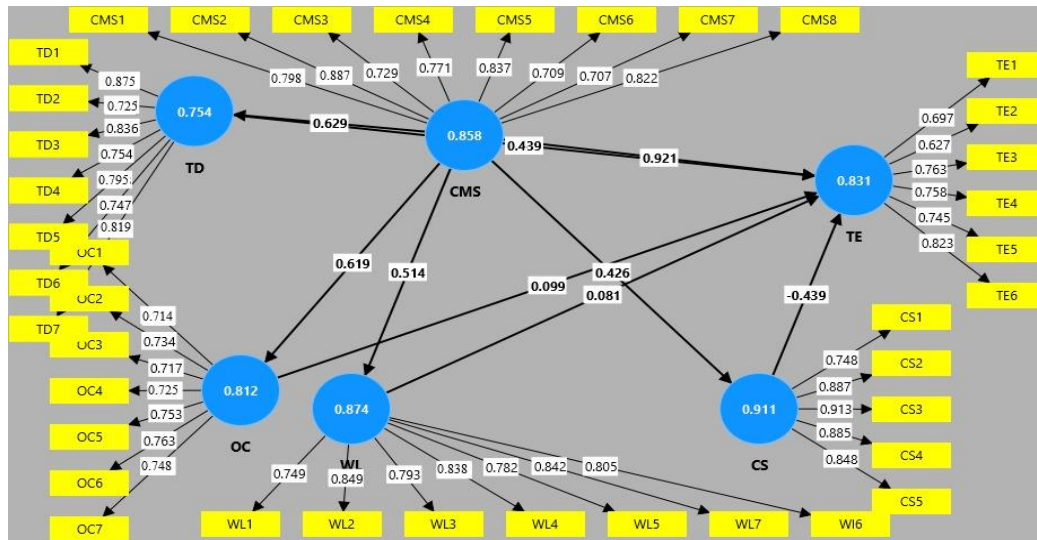 CMS1 CMS2 CMS3 CMS4 CMS5 CMS6 CMS7 CMS8
0.798 0.887 0.729 0.771 0.837 0.709 0.707 0.822
TD1
TD2
TD3
TD4
TD5
TD6
TD7
0.875
0.725
0.836
0.754
0.795
0.747
0.819
0.754
TD
0.629
0.858
CMS
0.439
0.921
0.831
TE
TE1
TE2
TE3
TE4
TE5
TE6
0.697
0.627
0.763
0.758
0.745
0.823
0.619
0.514
0.426
0.099
0.081
-0.439
OC1
OC2
OC3
OC4
OC5
OC6
OC7
0.714
0.734
0.717
0.725
0.753
0.763
0.748
0.812
OC
0.874
WL
0.749 0.849 0.793 0.838 0.782 0.842 0.805
WL1 WL2 WL3 WL4 WL5 WL7 WI6
0.911
CS
0.748
0.887
0.913
0.885
0.848
CS1
CS2
CS3
CS4
CS5